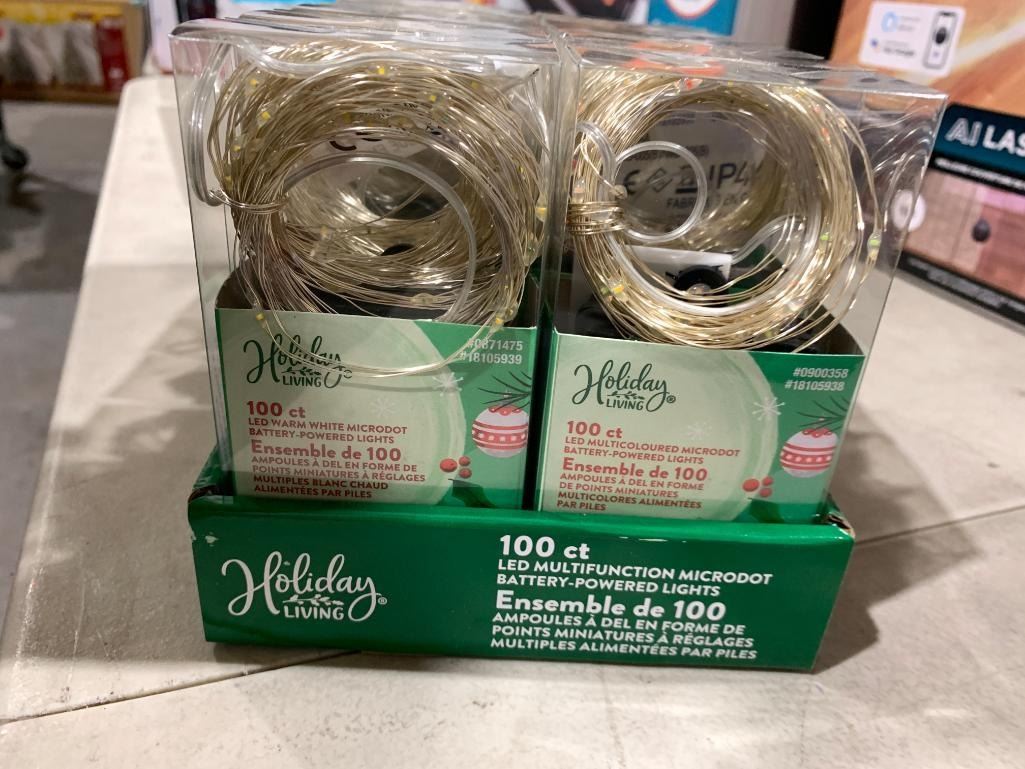 Holiday
LIVING®
#0871475
#18105939
100 ct
LED WARM WHITE MICRODOT
BATTERY-POWERED LIGHTS
Ensemble de 100
AMPOULES À DEL EN FORME DE
POINTS MINIATURES À RÉGLAGES
MULTIPLES BLANC CHAUD
ALIMENTÉES PAR PILES
Holiday
LIVING®
#0900358
#18105938
100 ct
LED MULTICOLOURED MICRODOT
BATTERY-POWERED LIGHTS
Ensemble de 100
AMPOULES À DEL EN FORME
DE POINTS MINIATURES
MULTICOLORES ALIMENTÉES
PAR PILES
Holiday
LIVING®
100 ct
LED MULTIFUNCTION MICRODOT
BATTERY-POWERED LIGHTS
Ensemble de 100
AMPOULES À DEL EN FORME DE
POINTS MINIATURES À RÉGLAGES
MULTIPLES ALIMENTÉES PAR PILES
AI LAS